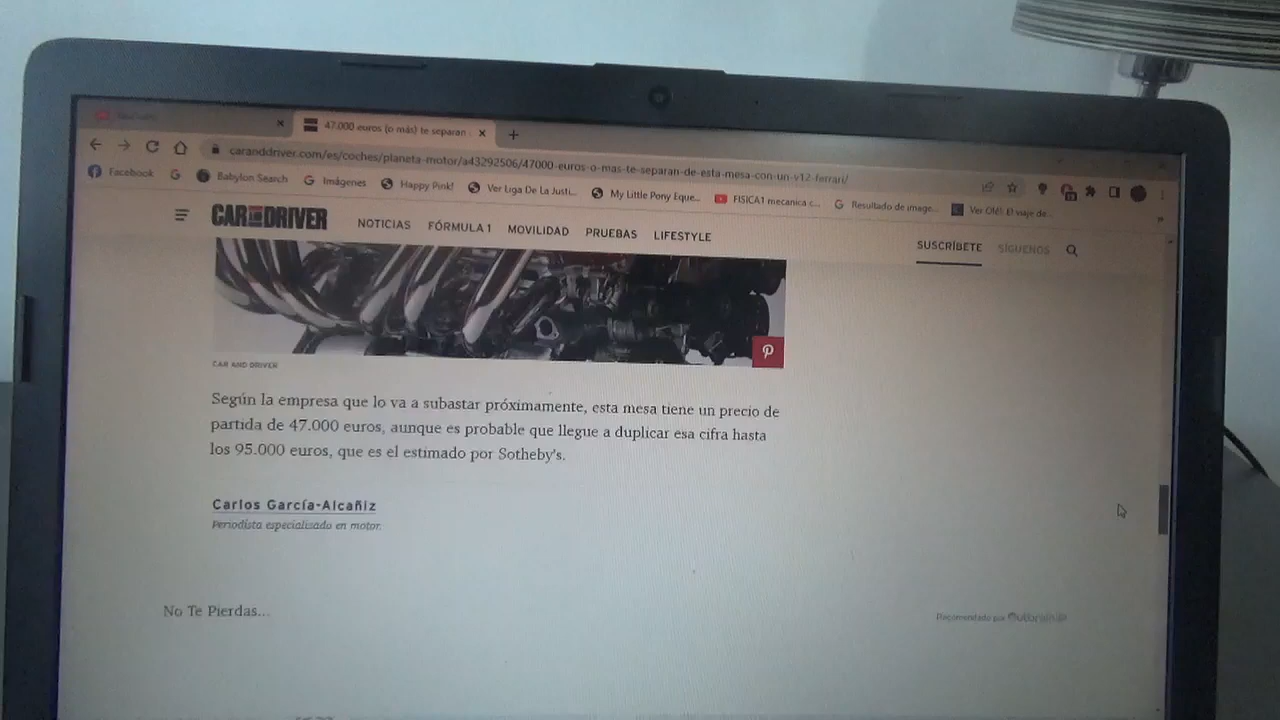 47.000 euros (o más) te separan
caranddriver.com/es/coches/planeta-motor/a43292506/47000-euros-o-mas-te-separan-de-esta-mesa-con-un-v12-ferrari/
Facebook
Babylon Search
Imágenes
Happy Pink!
Ver Liga De La Justi...
My Little Pony Eque...
FISICA1 mecanica c...
Resultado de image...
Ver Olé! El viaje de...
CAR AND DRIVER
NOTICIAS
FÓRMULA 1
MOVILIDAD
PRUEBAS
LIFESTYLE
SUSCRÍBETE
SÍGUENOS
CAR AND DRIVER
Según la empresa que lo va a subastar próximamente, esta mesa tiene un precio de
partida de 47.000 euros, aunque es probable que llegue a duplicar esa cifra hasta
los 95.000 euros, que es el estimado por Sotheby's.
Carlos García-Alcañiz
Periodista especialisado en motor.
No Te Pierdas...
Recomendado por Outbrain